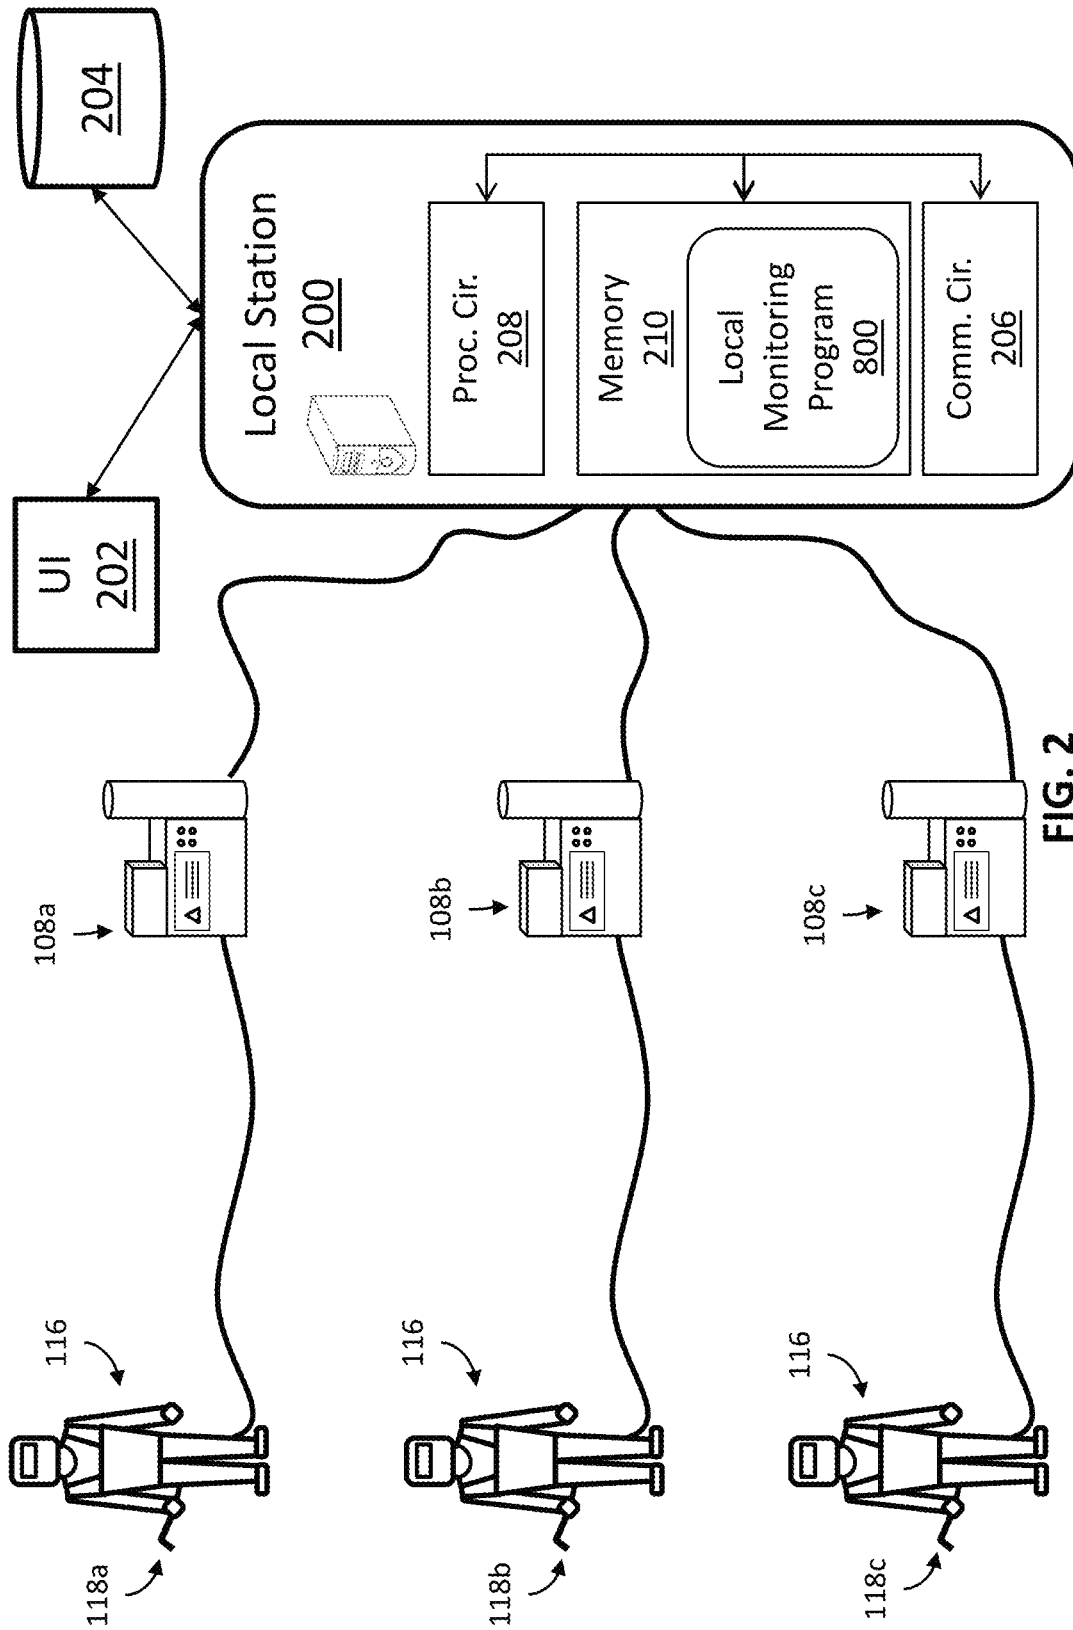 118a
116
108a
UI
202
204
118b
116
108b
118c
116
108c
Local Station
200
Proc. Cir.
208
Memory
210
Local
Monitoring
Program
800
Comm. Cir.
206
FIG. 2